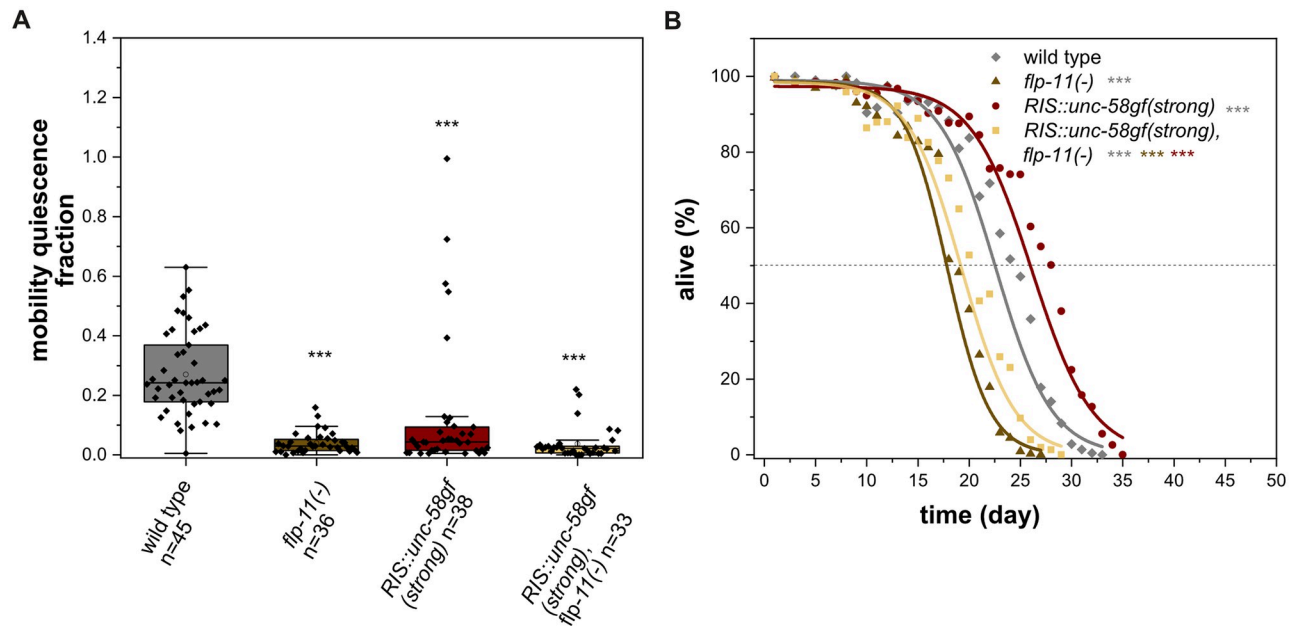 A
mobility quiescence
fraction
1.4
1.2
1.0
0.8
0.6
0.4
0.2
0.0
***
***
***
wild type
n=45
flp-11(-)
n=36
RIS::unc-58gf
(strong) n=38
RIS::unc-58gf
(strong),
flp-11(-) n=33
B
alive (%)
100
80
60
40
20
0
wild type
flp-11(-) ***
RIS::unc-58gf(strong) ***
RIS::unc-58gf(strong),
flp-11(-) *** *** ***
0 5 10 15 20 25 30 35 40 45 50
time (day)